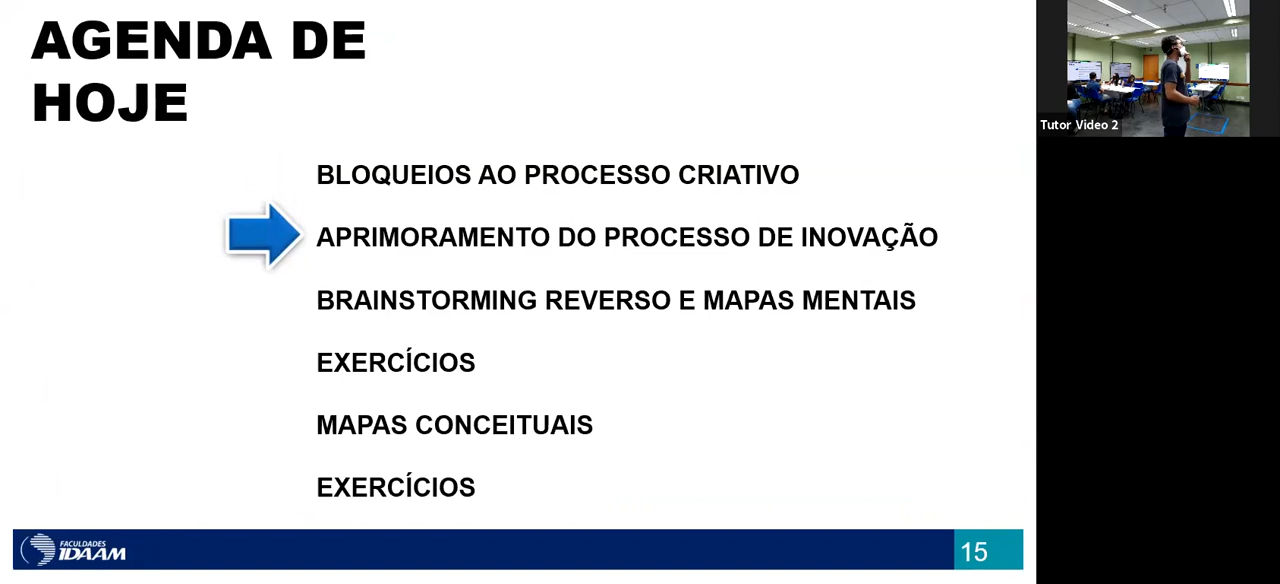 AGENDA DE
HOJE
BLOQUEIOS AO PROCESSO CRIATIVO
APRIMORAMENTO DO PROCESSO DE INOVAÇÃO
BRAINSTORMING REVERSO E MAPAS MENTAIS
EXERCÍCIOS
MAPAS CONCEITUAIS
EXERCÍCIOS
FACULDADES
IDAAM
15
Tutor Video 2